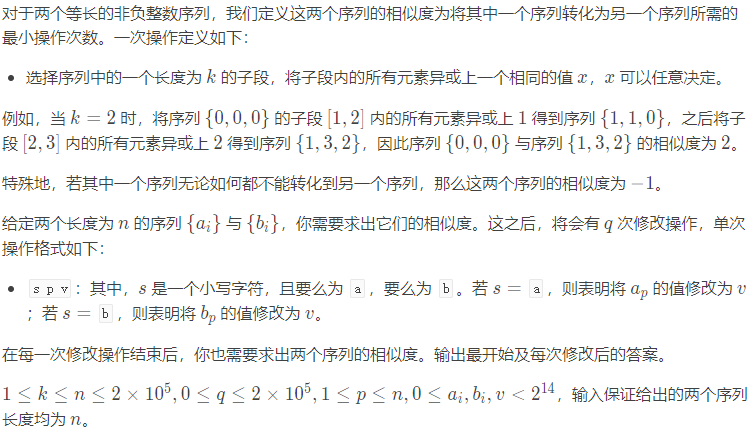 对于两个等长的非负整数序列，我们定义这两个序列的相似度为将其中一个序列转化为另一个序列所需的
最小操作次数。一次操作定义如下：
• 选择序列中的一个长度为 k 的子段，将子段内的所有元素异或上一个相同的值 x，x 可以任意决定。
例如，当 k = 2 时，将序列 {0, 0, 0} 的子段 [1, 2] 内的所有元素异或上 1 得到序列 {1, 1, 0}，之后将子
段 [2, 3] 内的所有元素异或上 2 得到序列 {1, 3, 2}，因此序列 {0, 0, 0} 与序列 {1, 3, 2} 的相似度为 2。
特殊地，若其中一个序列无论如何都不能转化到另一个序列，那么这两个序列的相似度为 −1。
给定两个长度为 n 的序列 {a_i} 与 {b_i}，你需要求出它们的相似度。这之后，将会有 q 次修改操作，单次
操作格式如下：
• s p v：其中，s 是一个小写字符，且要么为 a，要么为 b。若 s = a，则表明将 a_p 的值修改为 v
；若 s = b，则表明将 b_p 的值修改为 v。
在每一次修改操作结束后，你也需要求出两个序列的相似度。输出最开始及每次修改后的答案。
1 ≤ k ≤ n ≤ 2 × 10^5, 0 ≤ q ≤ 2 × 10^5, 1 ≤ p ≤ n, 0 ≤ a_i, b_i, v < 2^14，输入保证给出的两个序列
长度均为 n。